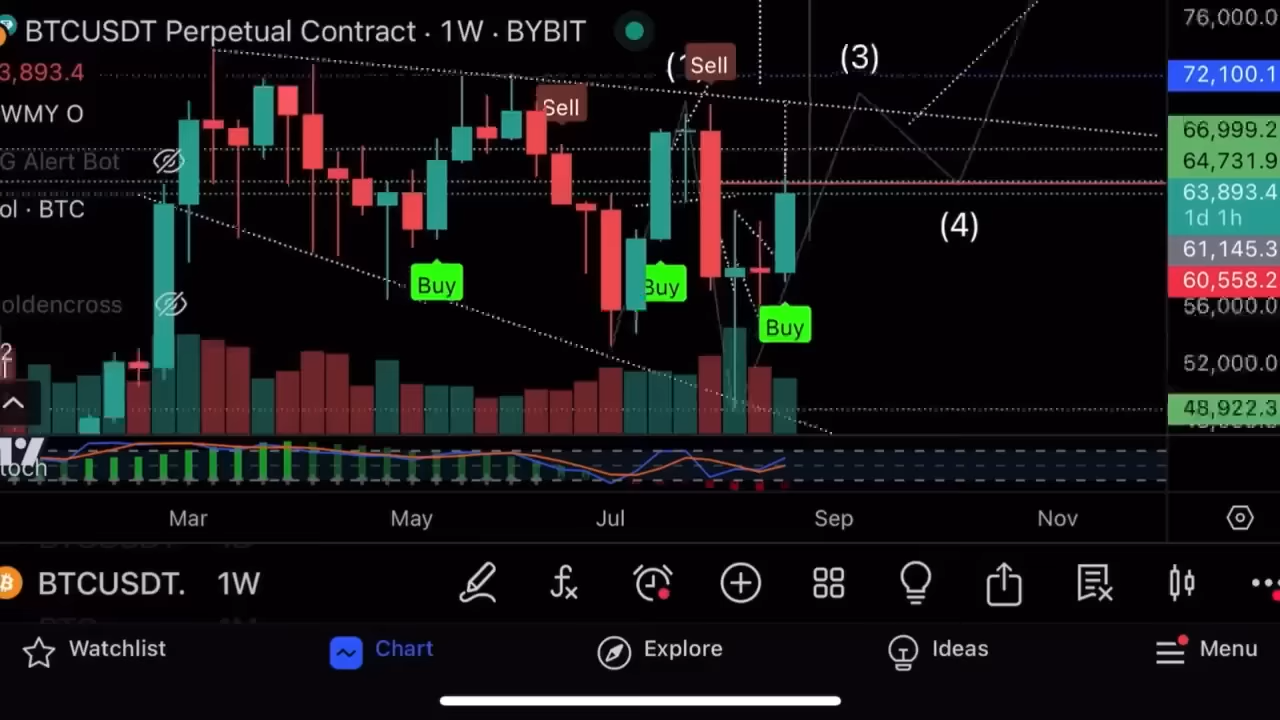 BTCUSDT Perpetual Contract · 1W · BYBIT
3,893.4
WMY O
G Alert Bot
ol · BTC
oldencross
2
toch
Sell
Sell
Buy
Buy
Buy
(3)
(4)
76,000.0
72,100.1
66,999.2
64,731.9
63,893.4
1d 1h
61,145.3
60,558.2
56,000.0
52,000.0
48,922.3
Mar May Jul Sep Nov
BTCUSDT. 1W
Watchlist Chart Explore Ideas Menu